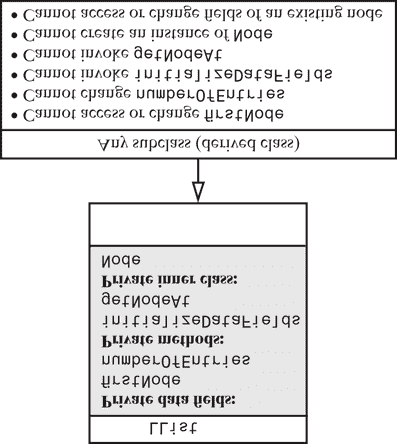 LList
Private data fields:
firstNode
numberOfEntries
Private methods:
initializeDataFields
getNodeAt
Private inner class:
Node
Any subclass (derived class)
• Cannot access or change firstNode
• Cannot change numberOfEntries
• Cannot invoke initializeDataFields
• Cannot invoke getNodeAt
• Cannot create an instance of Node
• Cannot access or change fields of an existing node